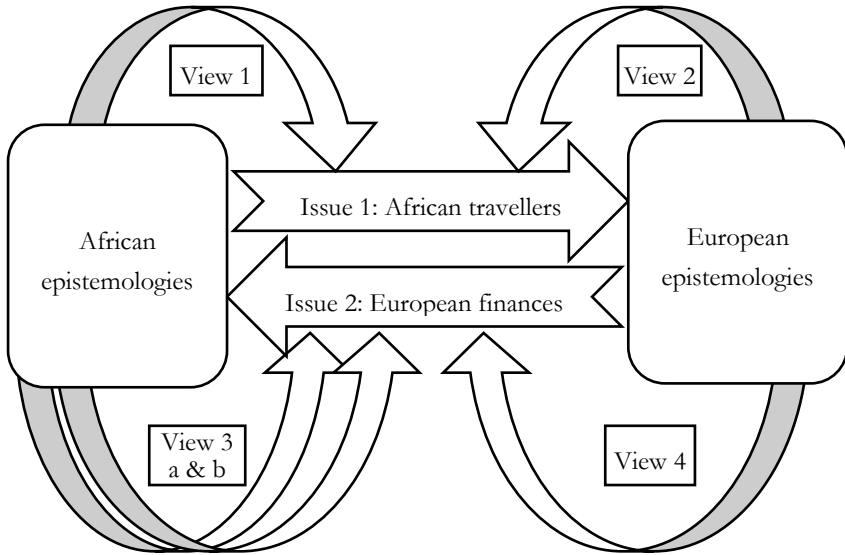 View 1
View 2
Issue 1: African travellers
African
epistemologies
European
epistemologies
Issue 2: European finances
View 3
a & b
View 4